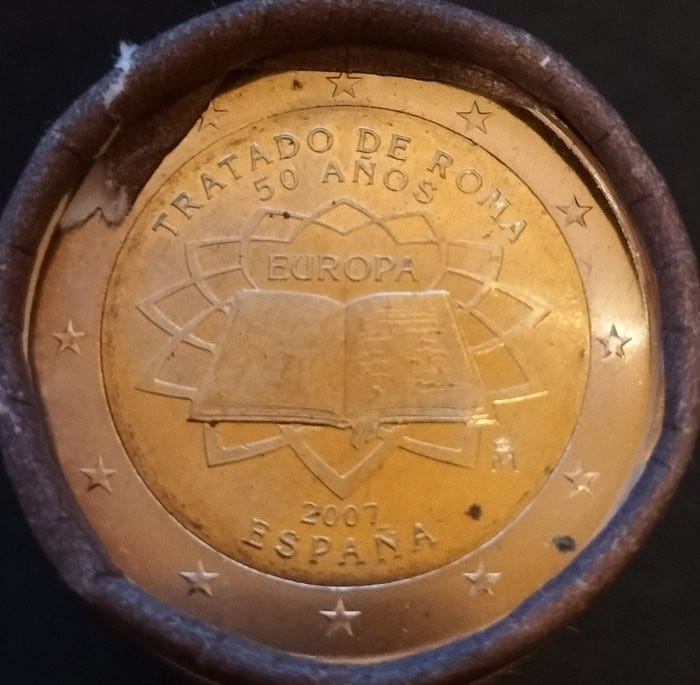 TRATADO DE ROMA
50 AÑOS
EUROPA
M
2007
ESPAÑA